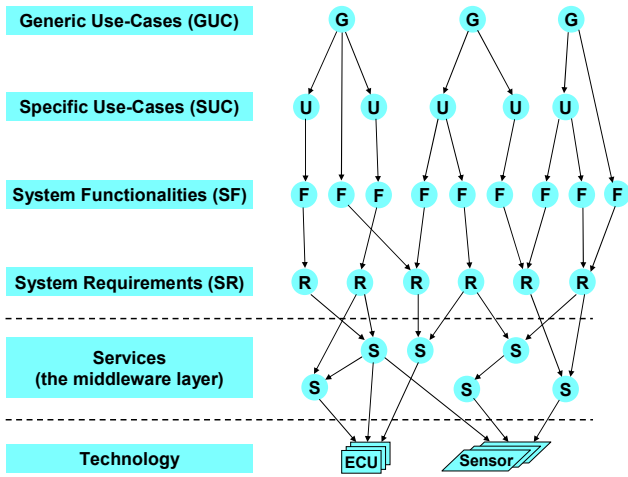 Generic Use-Cases (GUC)
G G G
Specific Use-Cases (SUC)
U U U U U
System Functionalities (SF)
F F F F F F F F F
System Requirements (SR)
R R R R R R
Services
(the middleware layer)
S S S
S S S
Technology
ECU Sensor